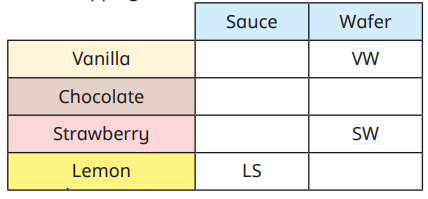 Sauce Wafer
Vanilla VW
Chocolate
Strawberry SW
Lemon LS